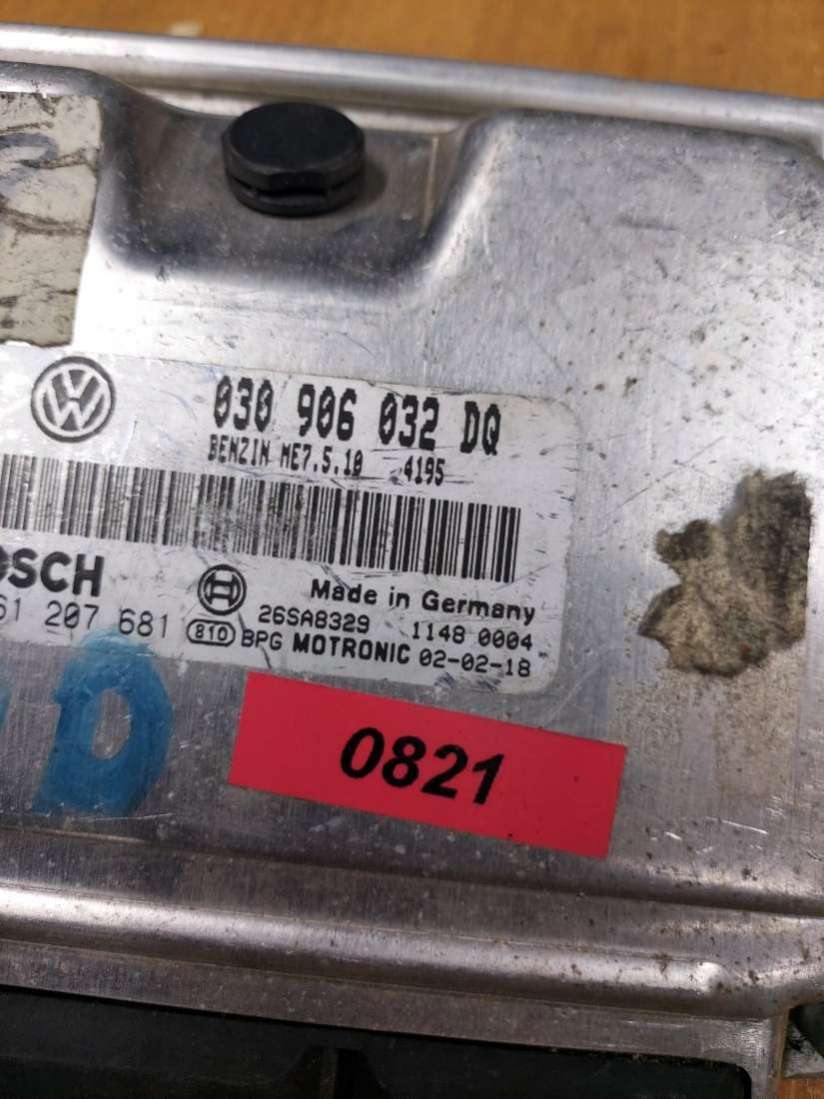 030 906 032 DQ
BENZIN ME7.5.10 4195
OSCH
Made in Germany
61 207 681 26SA8329 1148 0004
810 BPG MOTRONIC 02-02-18
D
0821